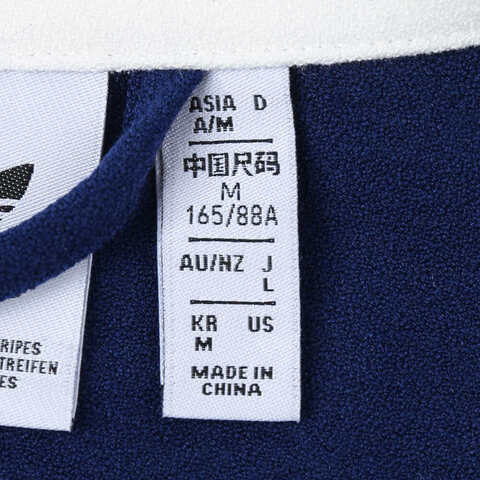 ASIA D
A/M
中国尺码
M
165/88A
AU/NZ J
L
KR US
M
MADE IN
CHINA
RIPES
TREIFEN
ES